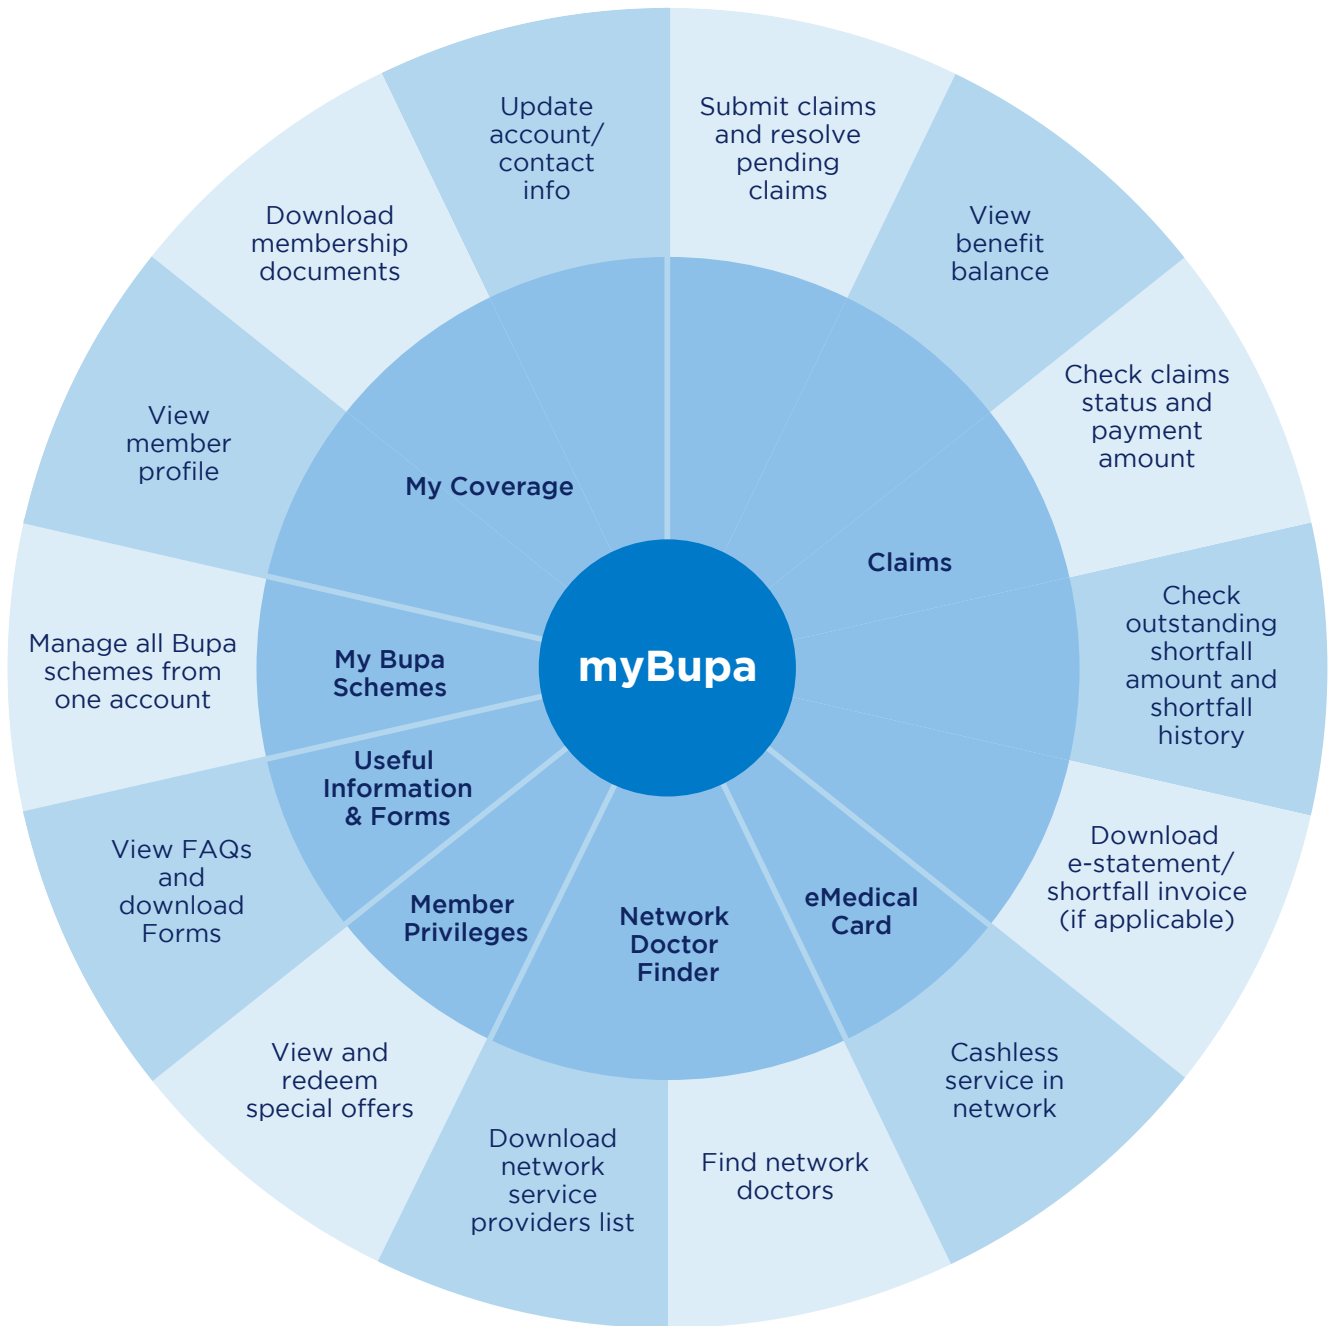 Update
account/
contact
info
Submit claims
and resolve
pending
claims
View
benefit
balance
Check claims
status and
payment
amount
Check
outstanding
shortfall
amount and
shortfall
history
Download
e-statement/
shortfall invoice
(if applicable)
Cashless
service in
network
Find network
doctors
Download
network
service
providers list
View and
redeem
special offers
View FAQs
and
download
Forms
Manage all Bupa
schemes from
one account
View
member
profile
Download
membership
documents
My Coverage
Claims
eMedical
Card
Network
Doctor
Finder
Member
Privileges
Useful
Information
& Forms
My Bupa
Schemes
myBupa